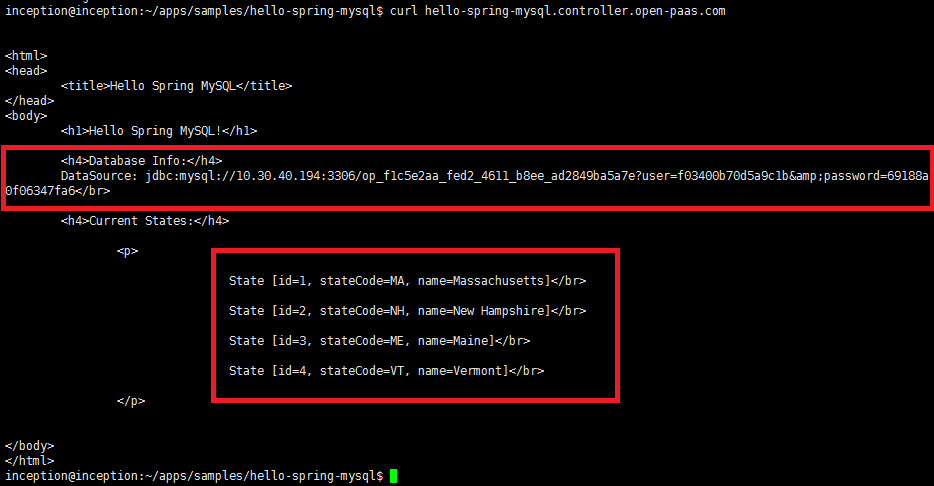 inception@inception:~/apps/samples/hello-spring-mysql$ curl hello-spring-mysql.controller.open-paas.com
<html>
<head>
<title>Hello Spring MySQL</title>
</head>
<body>
<h1>Hello Spring MySQL!</h1>
<h4>Database Info:</h4>
DataSource: jdbc:mysql://10.30.40.194:3306/op_f1c5e2aa_fed2_4611_b8ee_ad2849ba5a7e?user=f03400b70d5a9c1b&amp;password=69188a
0f06347fa6</br>
<h4>Current States:</h4>
<p>
State [id=1, stateCode=MA, name=Massachusetts]</br>
State [id=2, stateCode=NH, name=New Hampshire]</br>
State [id=3, stateCode=ME, name=Maine]</br>
State [id=4, stateCode=VT, name=Vermont]</br>
</p>
</body>
</html>
inception@inception:~/apps/samples/hello-spring-mysql$